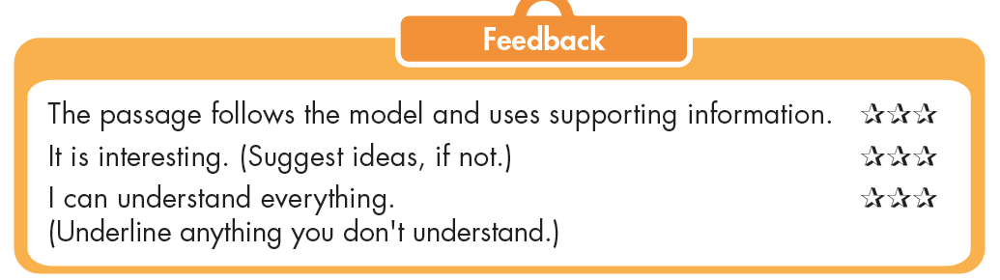 Feedback
The passage follows the model and uses supporting information. ✰✰✰
It is interesting. (Suggest ideas, if not.) ✰✰✰
I can understand everything. ✰✰✰
(Underline anything you don't understand.)